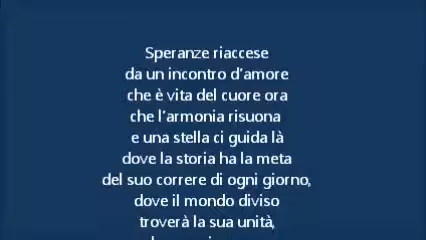 Speranze riaccese
da un incontro d'amore
che è vita del cuore ora
che l'armonia risuona
e una stella ci guida là
dove la storia ha la meta
del suo correre di ogni giorno,
dove il mondo diviso
troverà la sua unità,